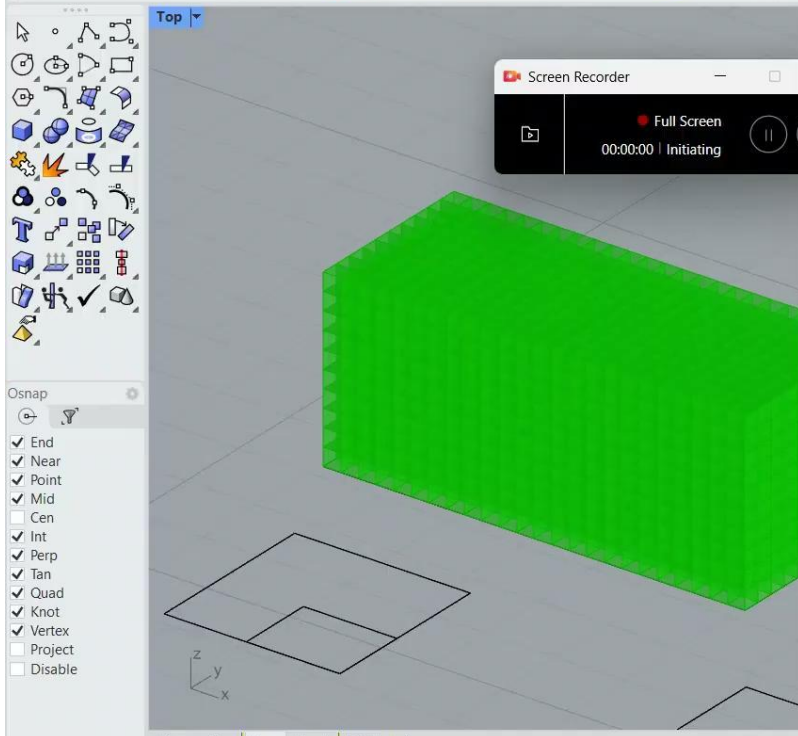 Top
Screen Recorder
Full Screen
00:00:00 | Initiating
Osnap
End
Near
Point
Mid
Cen
Int
Perp
Tan
Quad
Knot
Vertex
Project
Disable
z
y
x